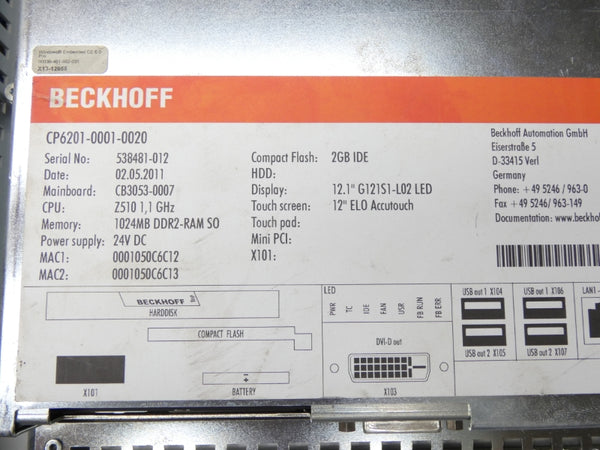 Windows® Embedded CE 6.0
Pro
X13-12855
BECKHOFF
CP6201-0001-0020
Serial No: 538481-012
Date: 02.05.2011
Mainboard: CB3053-0007
CPU: Z510 1,1 GHz
Memory: 1024MB DDR2-RAM SO
Power supply: 24V DC
MAC1: 0001050C6C12
MAC2: 0001050C6C13
Compact Flash: 2GB IDE
HDD:
Display: 12.1" G121S1-L02 LED
Touch screen: 12" ELO Accutouch
Touch pad:
Mini PCI:
X101:
Beckhoff Automation GmbH
Eiserstraße 5
D-33415 Verl
Germany
Phone: + 49 5246/ 963-0
Fax + 49 5246/ 963-149
Documentation: www.beckhof
BECKHOFF
HARDDISK
COMPACT FLASH
X101
BATTERY
LED
PWR
TC
IDE
FAN
USR
FB RUN
FB ERR
DVI-D out
X103
USB out 1 X104
USB out 2 X105
USB out 1 X106
USB out 2 X107
LAN1-